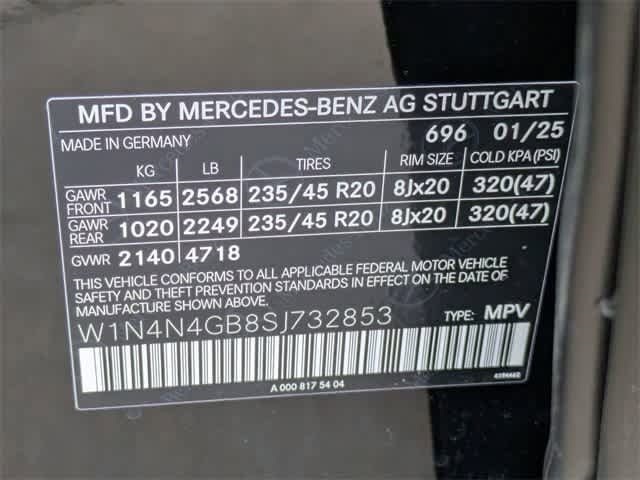 MFD BY MERCEDES-BENZ AG STUTTGART
MADE IN GERMANY 696 01/25
KG LB TIRES RIM SIZE COLD KPA(PSI)
GAWR FRONT 1165 2568 235/45 R20 8Jx20 320(47)
GAWR REAR 1020 2249 235/45 R20 8Jx20 320(47)
GVWR 2140 4718
THIS VEHICLE CONFORMS TO ALL APPLICABLE FEDERAL MOTOR VEHICLE
SAFETY AND THEFT PREVENTION STANDARDS IN EFFECT ON THE DATE
OF MANUFACTURE SHOWN ABOVE.
W1N4N4GB8SJ732853 TYPE: MPV
A 000 817 54 04